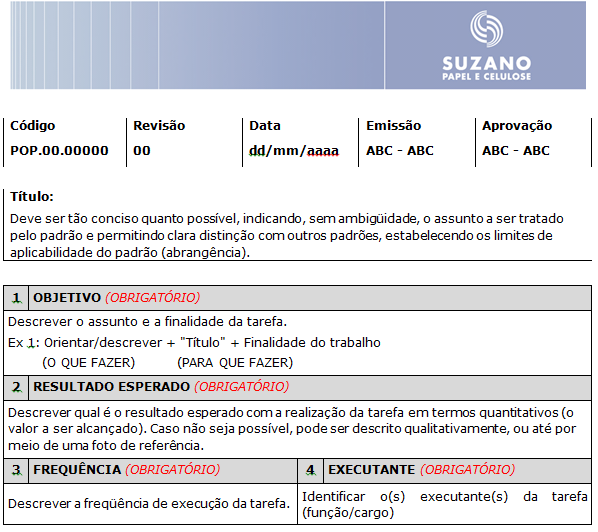 SUZANO
PAPEL E CELULOSE
Código Revisão Data Emissão Aprovação
POP.00.00000 00 dd/mm/aaaa ABC - ABC ABC - ABC
Título:
Deve ser tão conciso quanto possível, indicando, sem ambigüidade, o assunto a ser tratado
pelo padrão e permitindo clara distinção com outros padrões, estabelecendo os limites de
aplicabilidade do padrão (abrangência).
1 OBJETIVO (OBRIGATÓRIO)
Descrever o assunto e a finalidade da tarefa.
Ex 1: Orientar/descrever + "Título" + Finalidade do trabalho
(O QUE FAZER) (PARA QUE FAZER)
2 RESULTADO ESPERADO (OBRIGATÓRIO)
Descrever qual é o resultado esperado com a realização da tarefa em termos quantitativos (o
valor a ser alcançado). Caso não seja possível, pode ser descrito qualitativamente, ou até por
meio de uma foto de referência.
3 FREQUÊNCIA (OBRIGATÓRIO) 4 EXECUTANTE (OBRIGATÓRIO)
Descrever a freqüência de execução da tarefa. Identificar o(s) executante(s) da tarefa
(função/cargo)